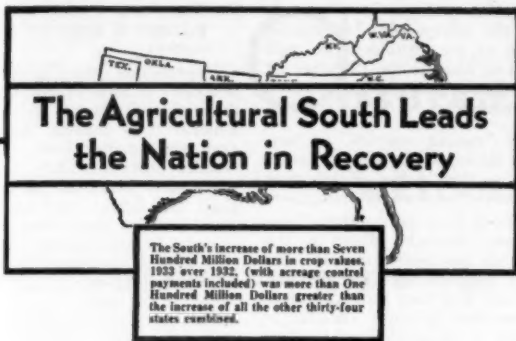 W.VA.
VA.
KY.
TEX.
OKLA.
ARK.
N.C.
The Agricultural South Leads
the Nation in Recovery
The South's increase of more than Seven
Hundred Million Dollars in crop values,
1933 over 1932, (with acreage control
payments included) was more than One
Hundred Million Dollars greater than
the increase of all the other thirty-four
states combined.